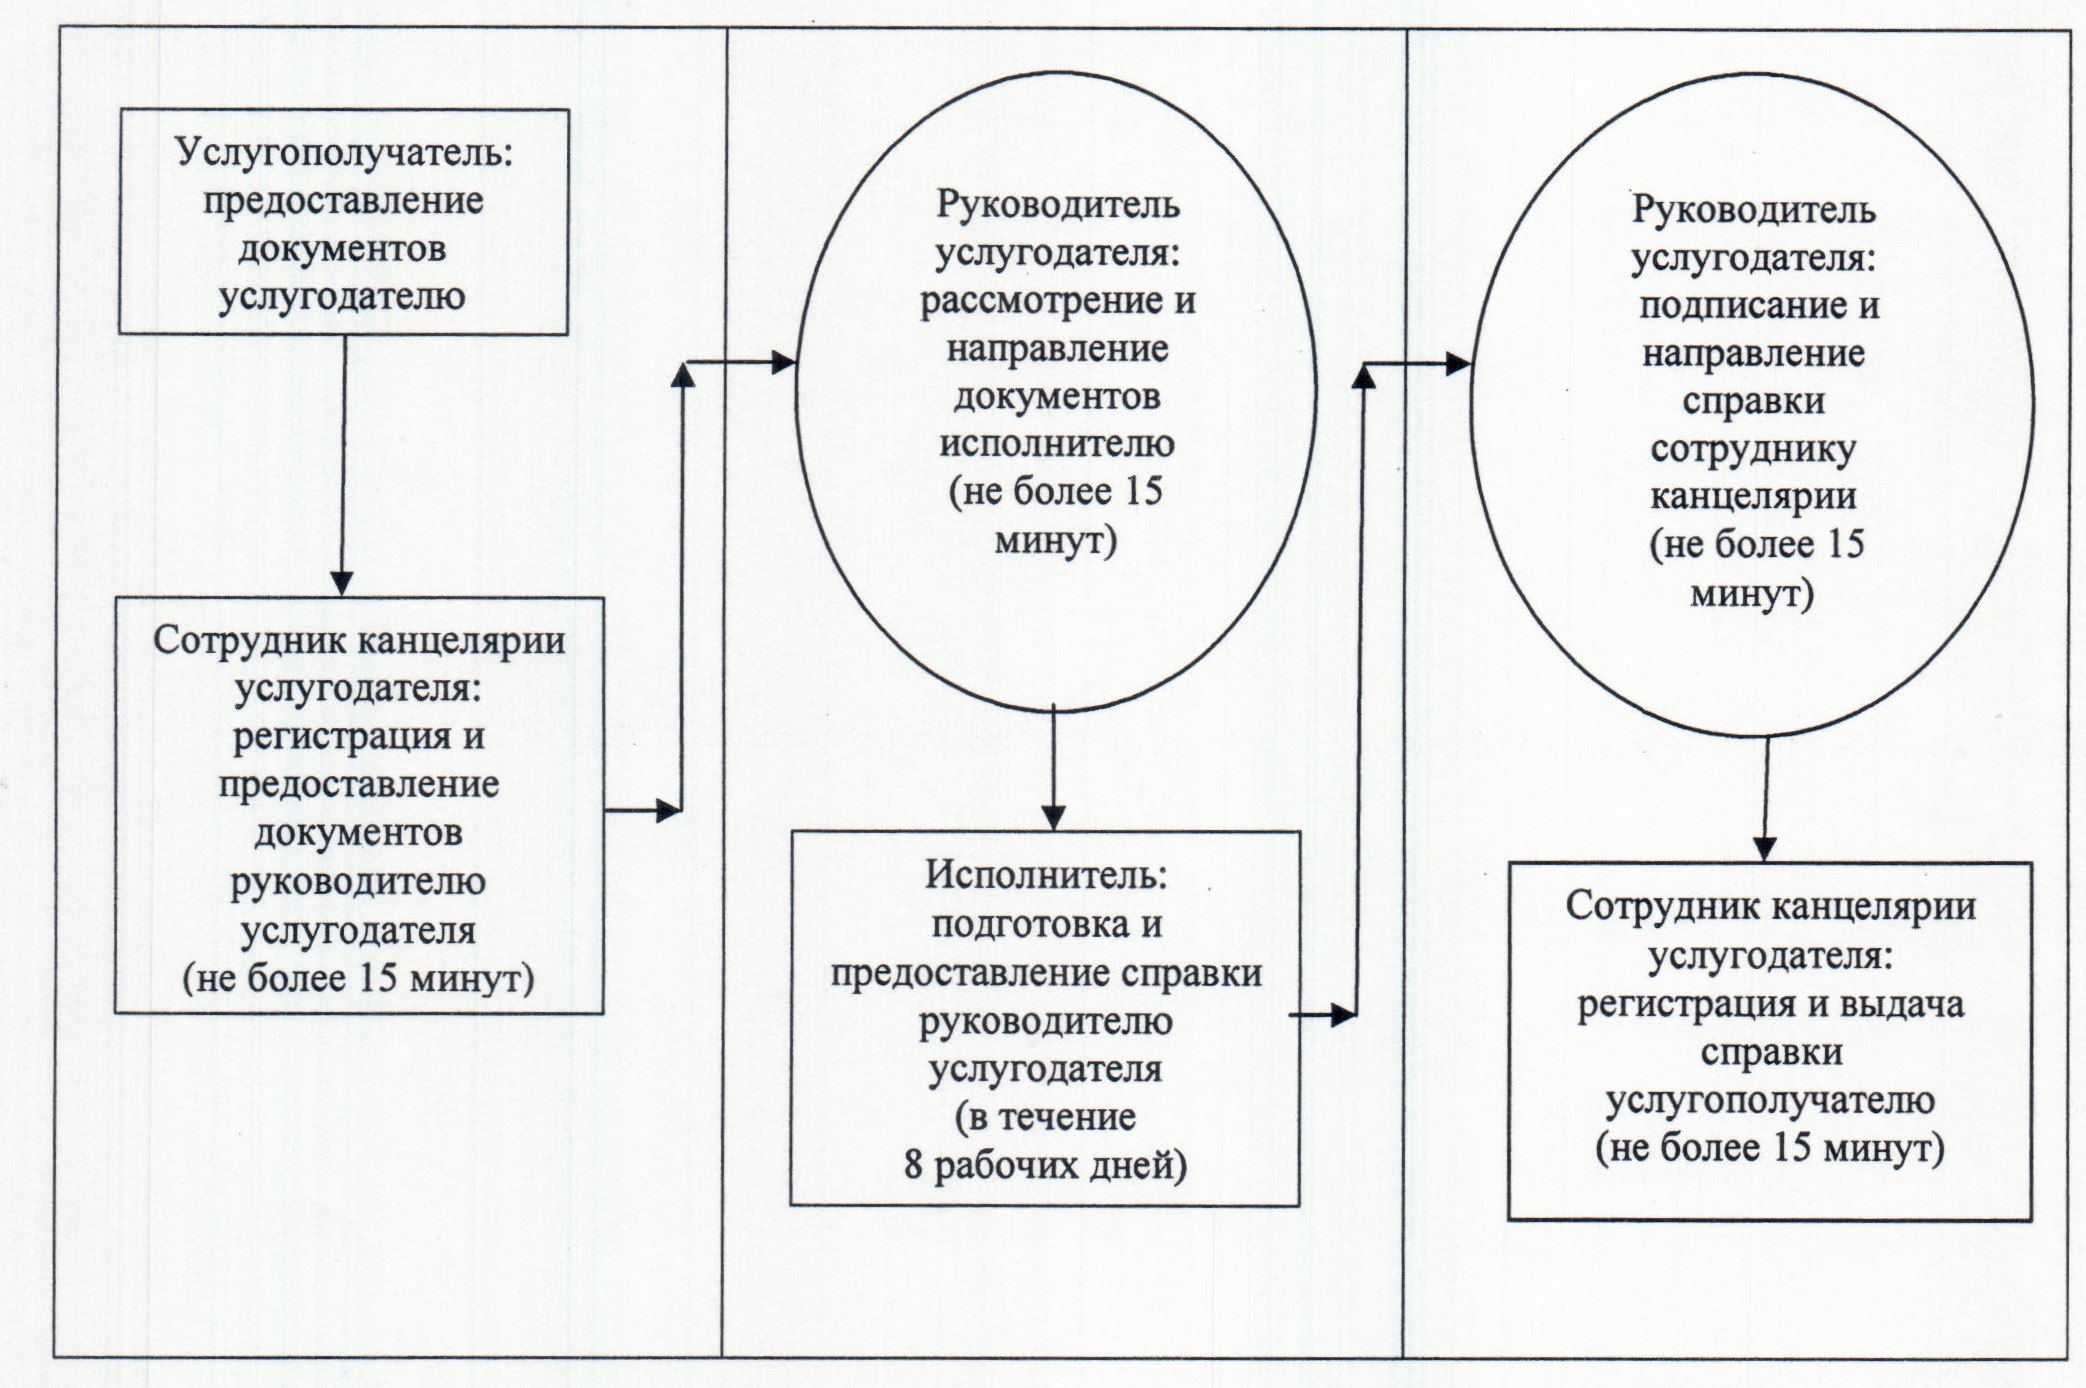 Услугополучатель:
предоставление
документов
услугодателю
Сотрудник канцелярии
услугодателя:
регистрация и
предоставление
документов
руководителю
услугодателя
(не более 15 минут)
Руководитель
услугодателя:
рассмотрение и
направление
документов
исполнителю
(не более 15
минут)
Исполнитель:
подготовка и
предоставление справки
руководителю
услугодателя
(в течение
8 рабочих дней)
Руководитель
услугодателя:
подписание и
направление
справки
сотруднику
канцелярии
(не более 15
минут)
Сотрудник канцелярии
услугодателя:
регистрация и выдача
справки
услугополучателю
(не более 15 минут)